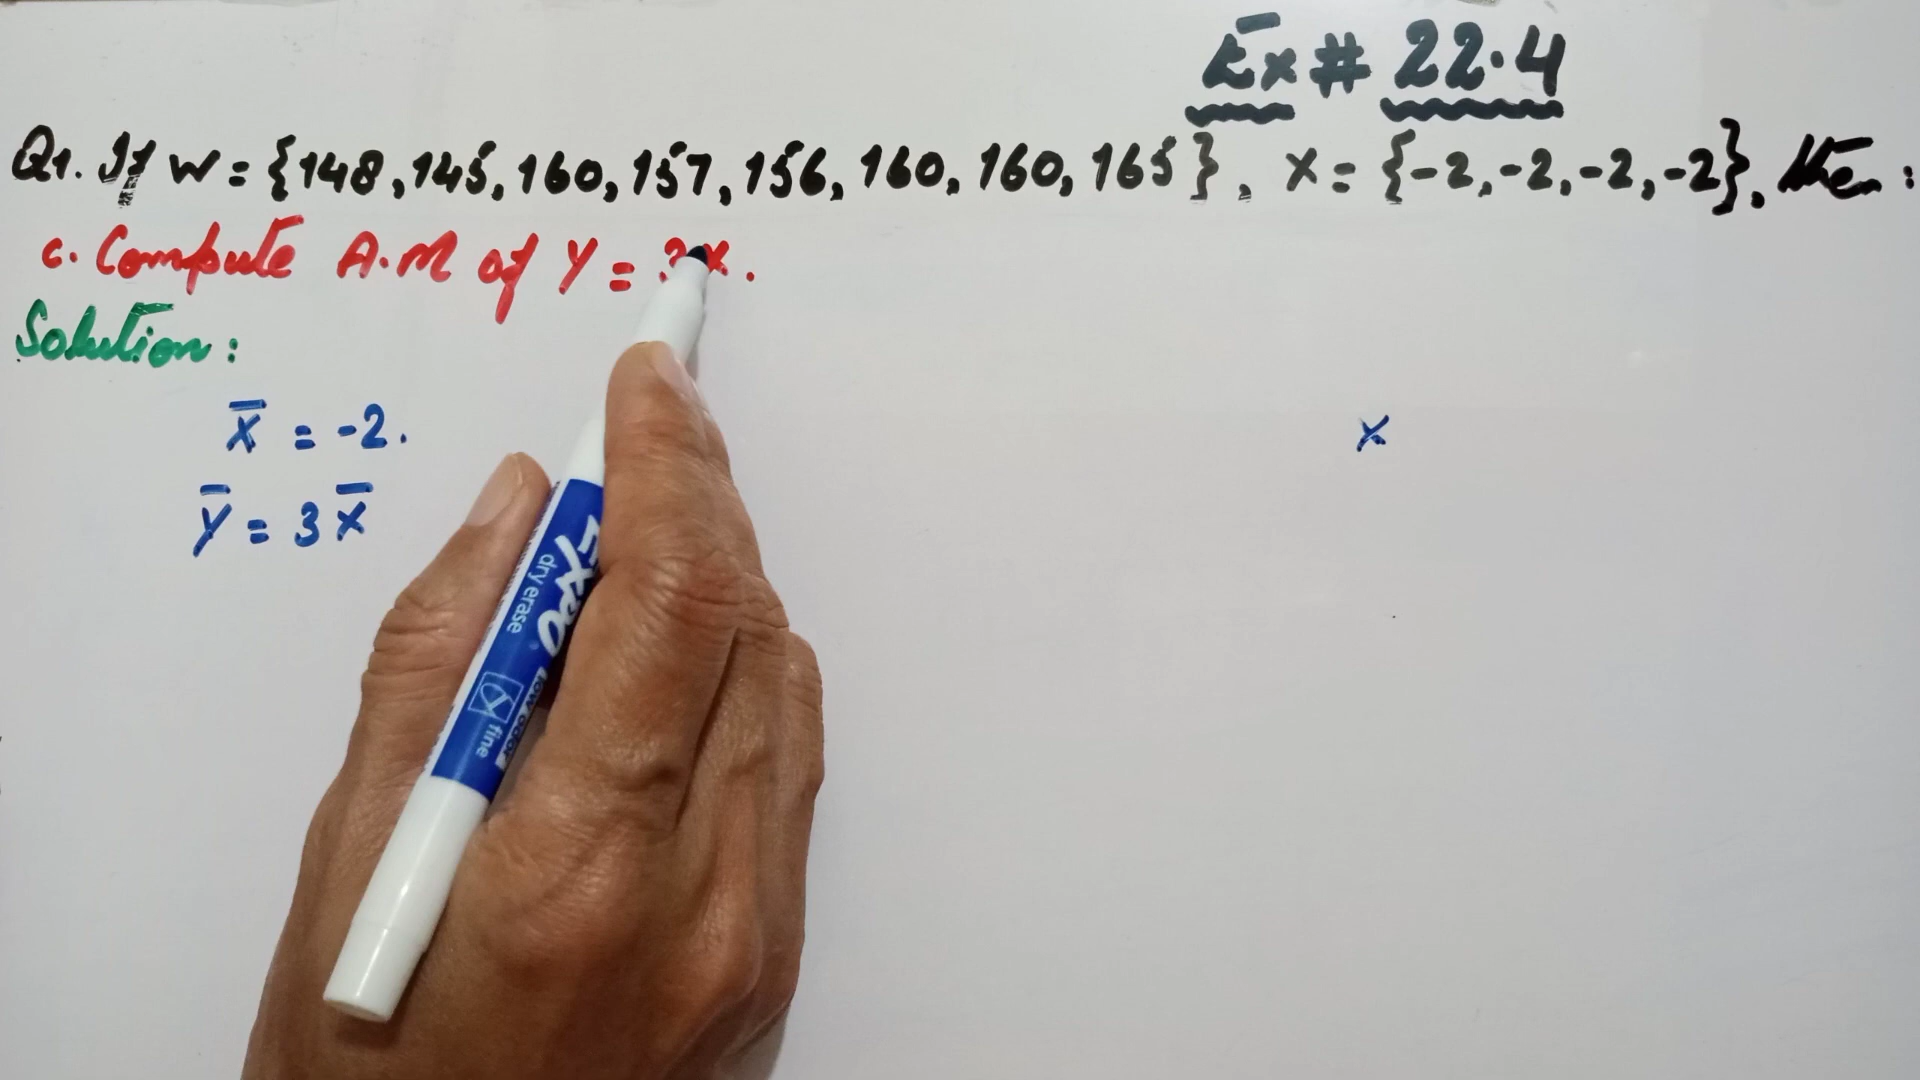 Ex # 22.4
Q1. If W = {148, 145, 160, 157, 156, 160, 160, 165}, X = {-2, -2, -2, -2}, then:
c. Compute A.M of Y = 3X.
Solution:
X̄ = -2.
X
Ȳ = 3X̄
EXPO
dry erase
low odor
fine